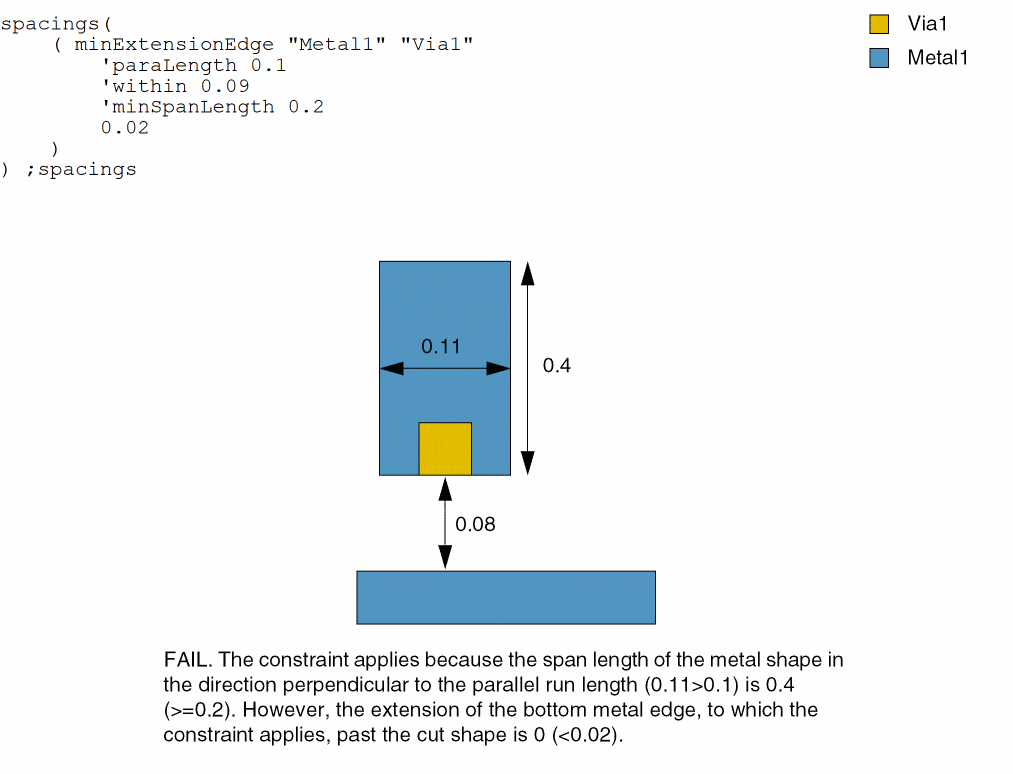 spacings(
    ( minExtensionEdge "Metal1" "Via1"
        'paraLength 0.1
        'within 0.09
        'minSpanLength 0.2
        0.02
    )
) ;spacings
Via1
Metal1
0.11
0.4
0.08
FAIL. The constraint applies because the span length of the metal shape in
the direction perpendicular to the parallel run length (0.11>0.1) is 0.4
(>=0.2). However, the extension of the bottom metal edge, to which the
constraint applies, past the cut shape is 0 (<0.02).